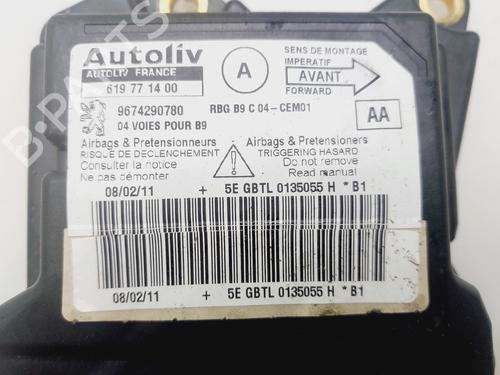 Autoliv
AUTOLIV FRANCE
619 77 14 00
A
SENS DE MONTAGE
IMPERATIF
AVANT
FORWARD
9674290780
RBG B9 C 04-CEM01
04 VOIES POUR B9
AA
Airbags & Pretensionners
RISQUE DE DECLENCHEMENT
Consulter la notice
Ne pas démonter
Airbags & Pretensioners
TRIGGERING HASARD
Do not remove
Read manual
08/02/11 + 5E GBTL 0135055 H * B1
08/02/11 + 5E GBTL 0135055 H * B1
B-PARTS